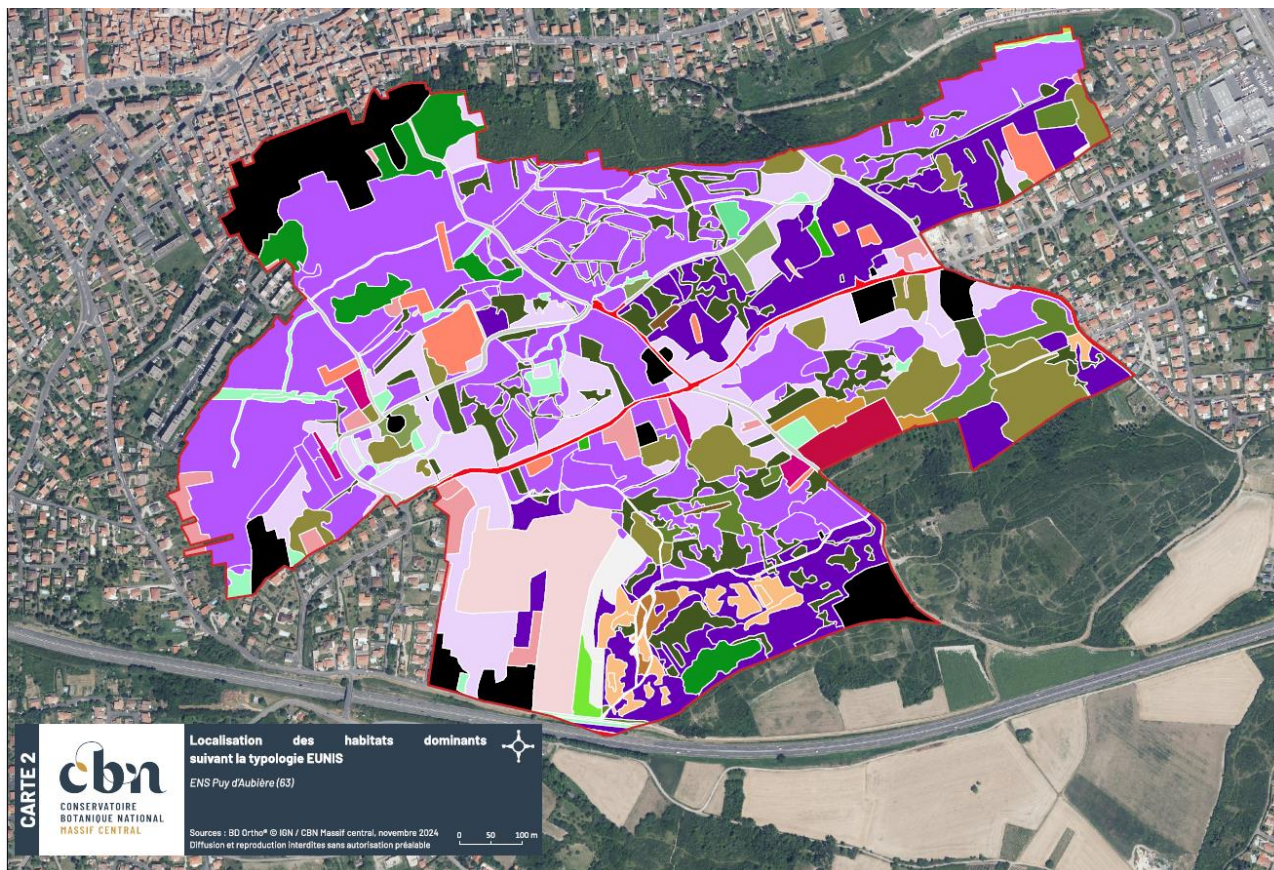 CARTE 2
cbn
CONSERVATOIRE
BOTANIQUE NATIONAL
MASSIF CENTRAL
Localisation des habitats dominants
suivant la typologie EUNIS
ENS Puy d'Aubière (63)
Sources : BD Ortho® © IGN / CBN Massif central, novembre 2024
Diffusion et reproduction interdites sans autorisation préalable
0 50 100 m